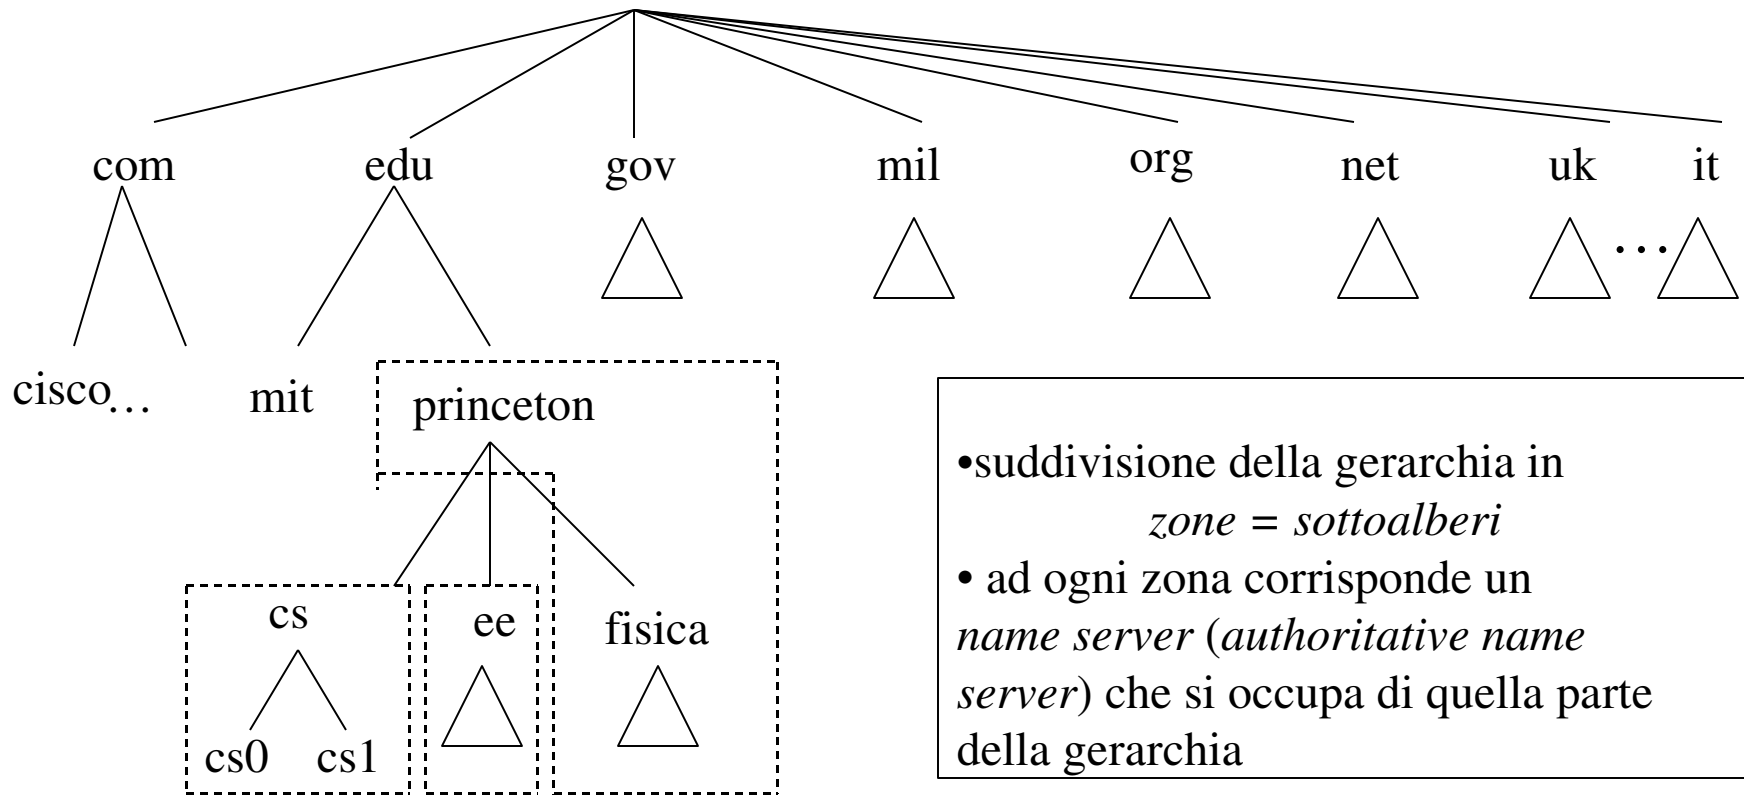 com edu gov mil org net uk it
…
cisco… mit princeton
•suddivisione della gerarchia in
zone = sottoalberi
• ad ogni zona corrisponde un
name server (authoritative name
server) che si occupa di quella parte
della gerarchia
cs ee fisica
cs0 cs1